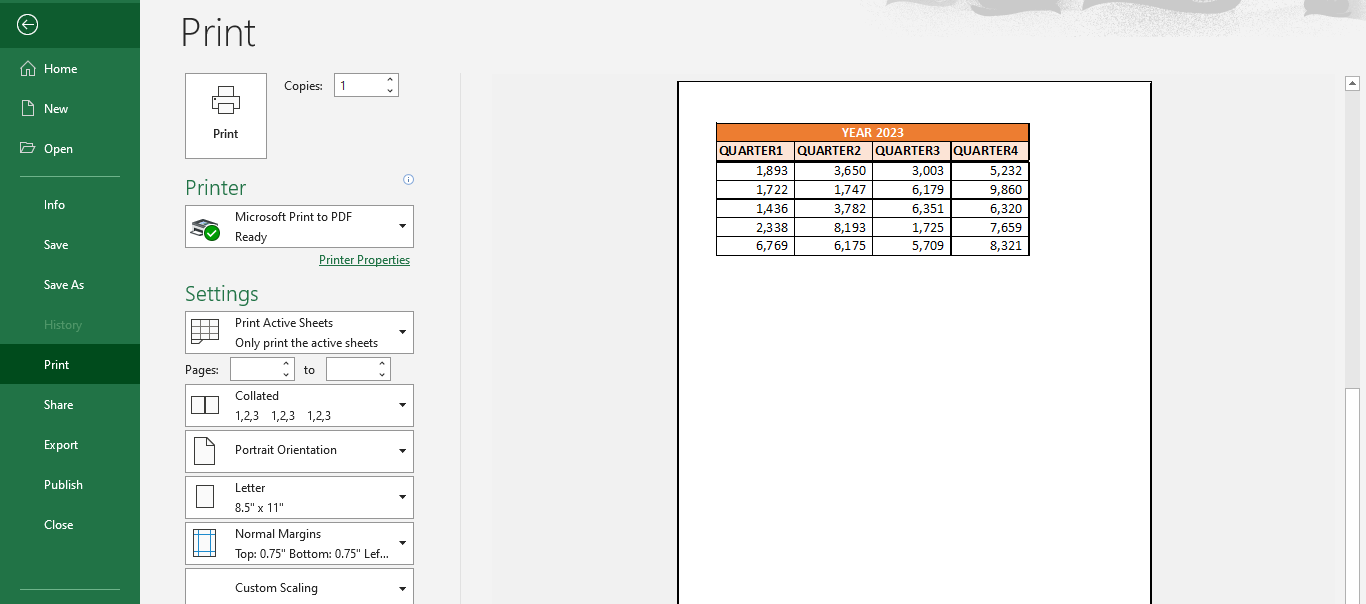 Print
Home
New
Open
Info
Save
Save As
History
Print
Share
Export
Publish
Close
Print
Copies: 1
Printer
Microsoft Print to PDF
Ready
Printer Properties
Settings
Print Active Sheets
Only print the active sheets
Pages: to
Collated
1,2,3 1,2,3 1,2,3
Portrait Orientation
Letter
8.5" x 11"
Normal Margins
Top: 0.75" Bottom: 0.75" Lef...
Custom Scaling
YEAR 2023
QUARTER1 QUARTER2 QUARTER3 QUARTER4
1,893 3,650 3,003 5,232
1,722 1,747 6,179 9,860
1,436 3,782 6,351 6,320
2,338 8,193 1,725 7,659
6,769 6,175 5,709 8,321